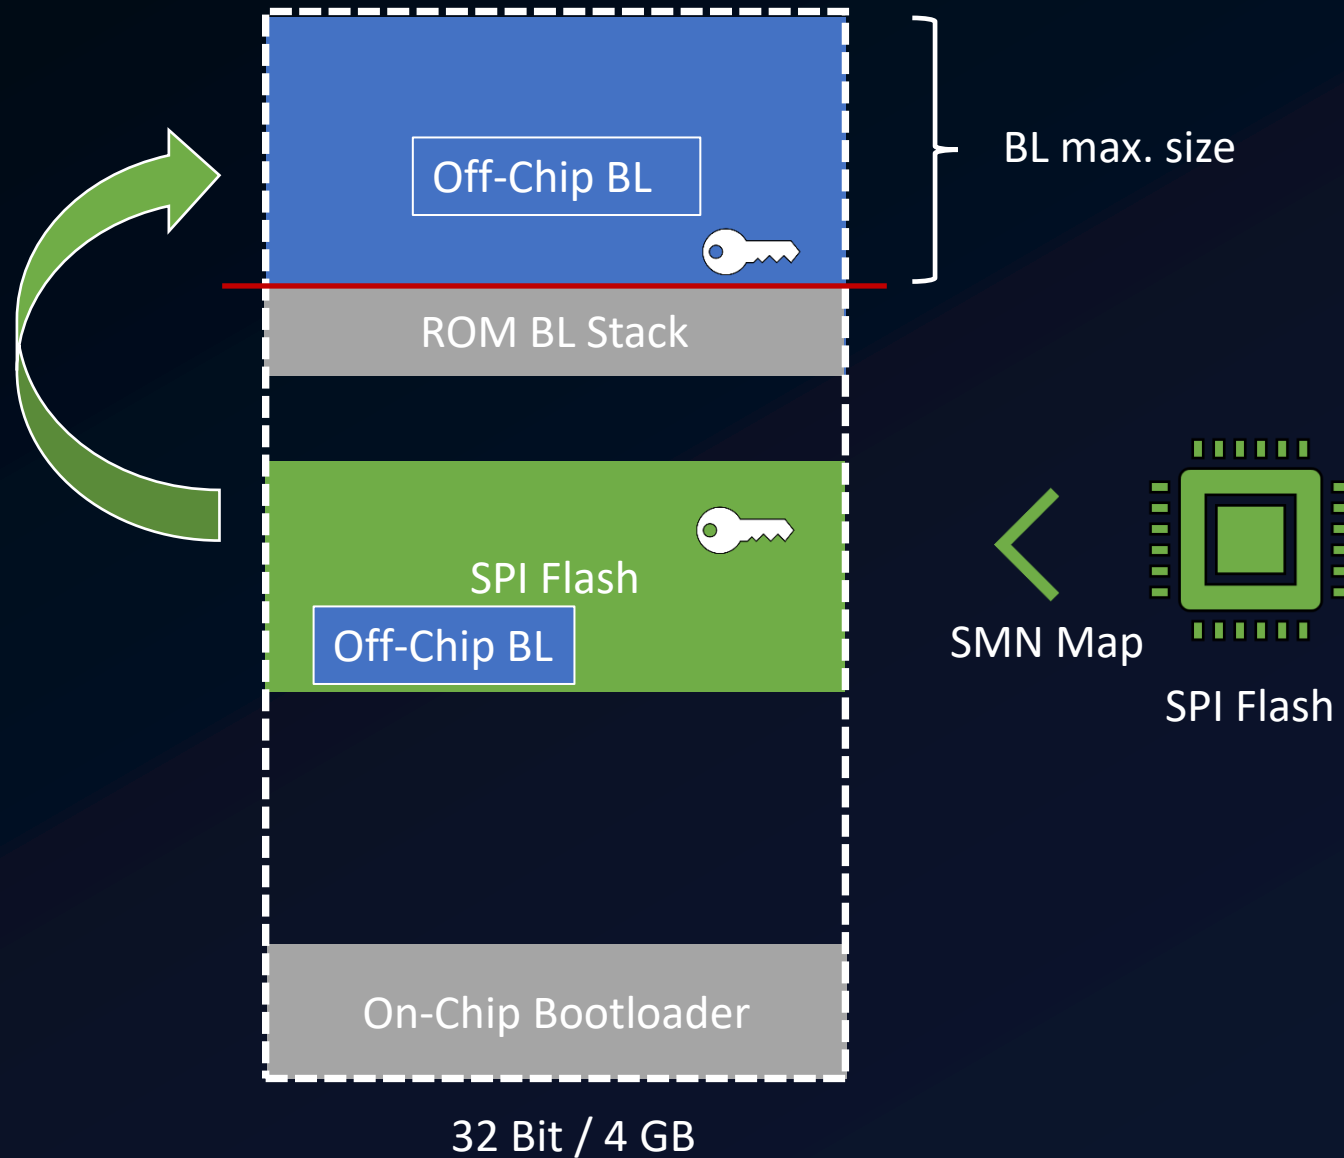 Off-Chip BL
BL max. size
ROM BL Stack
SPI Flash
Off-Chip BL
SMN Map
SPI Flash
On-Chip Bootloader
32 Bit / 4 GB